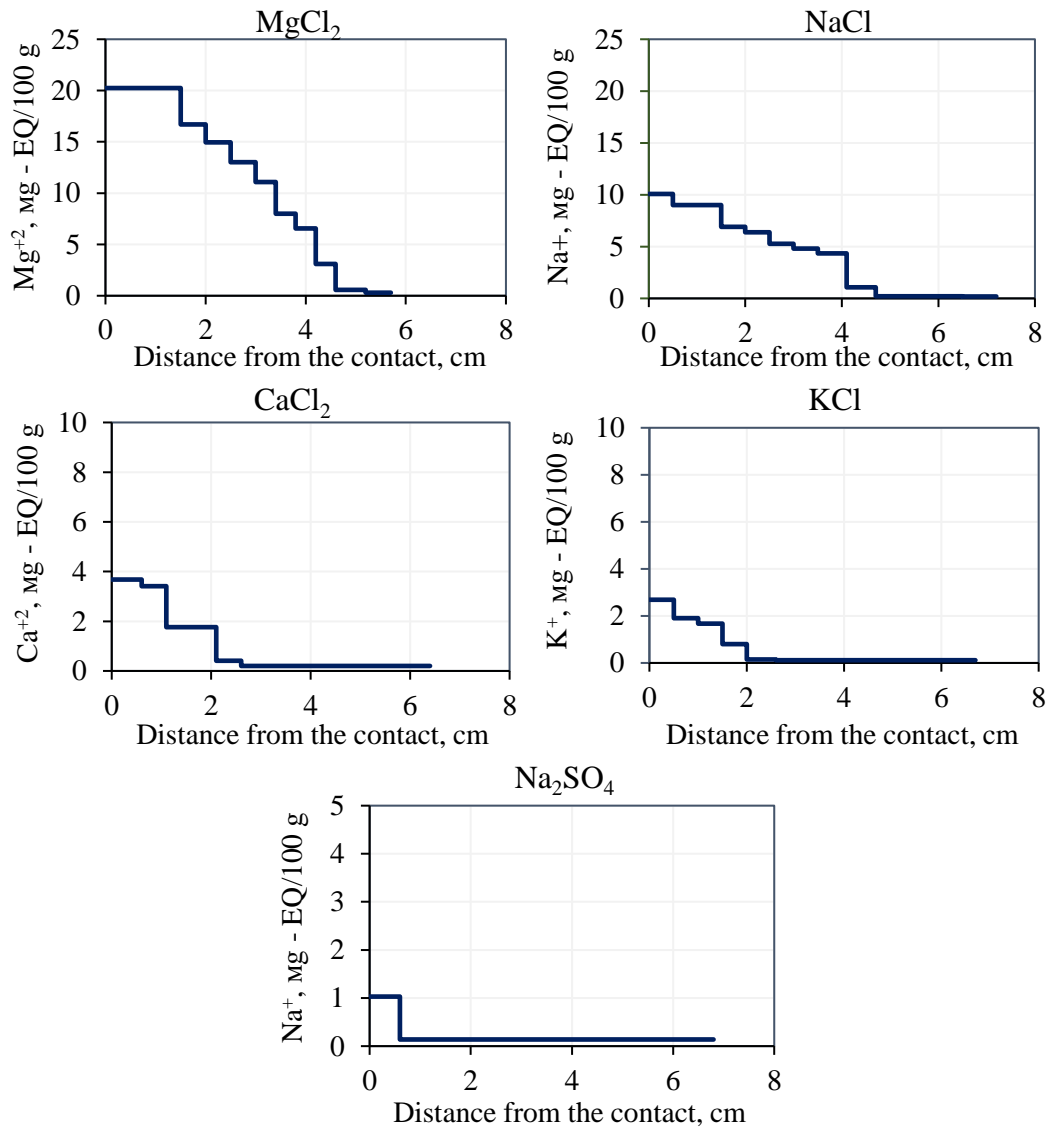 MgCl₂
Mg⁺², мg - EQ/100 g
25
20
15
10
5
0
0 2 4 6 8
Distance from the contact, cm
NaCl
Na+, мg - EQ/100 g
25
20
15
10
5
0
0 2 4 6 8
Distance from the contact, cm
CaCl₂
Ca⁺², мg - EQ/100 g
10
8
6
4
2
0
0 2 4 6 8
Distance from the contact, cm
KCl
K⁺, мg - EQ/100 g
10
8
6
4
2
0
0 2 4 6 8
Distance from the contact, cm
Na₂SO₄
Na⁺, мg - EQ/100 g
5
4
3
2
1
0
0 2 4 6 8
Distance from the contact, cm